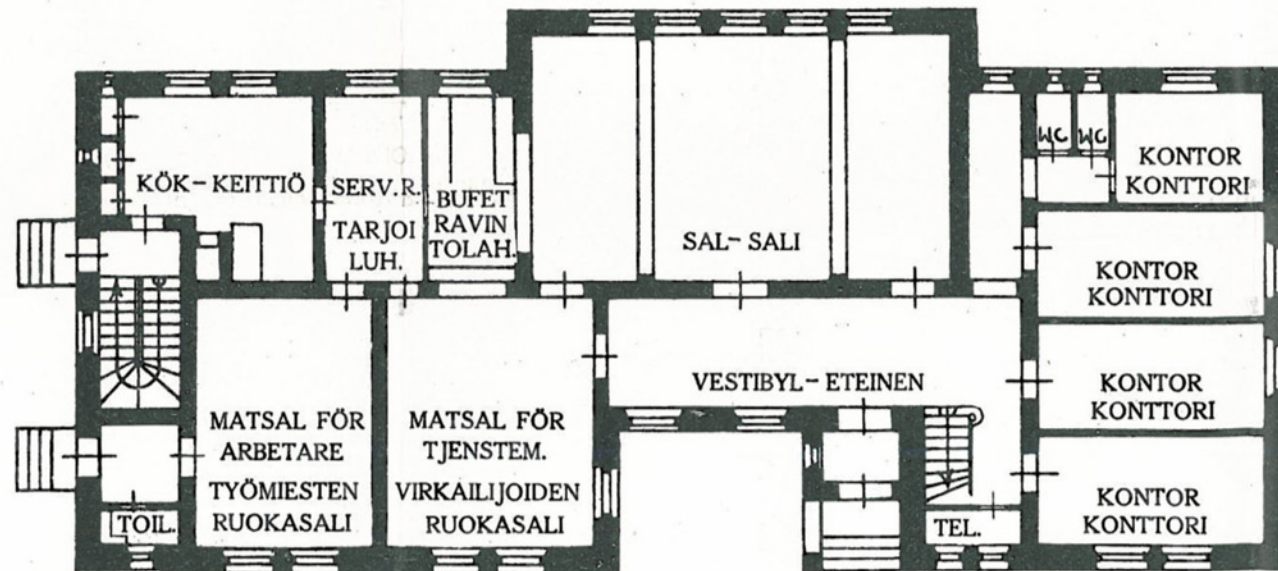 KÖK-KEITTIÖ
SERV.R.
TARJOI
LUH.
BUFET
RAVIN
TOLAH.
SAL-SALI
WC
WC
KONTOR
KONTTORI
KONTOR
KONTTORI
VESTIBYL-ETEINEN
KONTOR
KONTTORI
MATSAL FÖR
ARBETARE
TYÖMIESTEN
RUOKASALI
MATSAL FÖR
TJENSTEM.
VIRKAILIJOIDEN
RUOKASALI
KONTOR
KONTTORI
TOIL.
TEL.